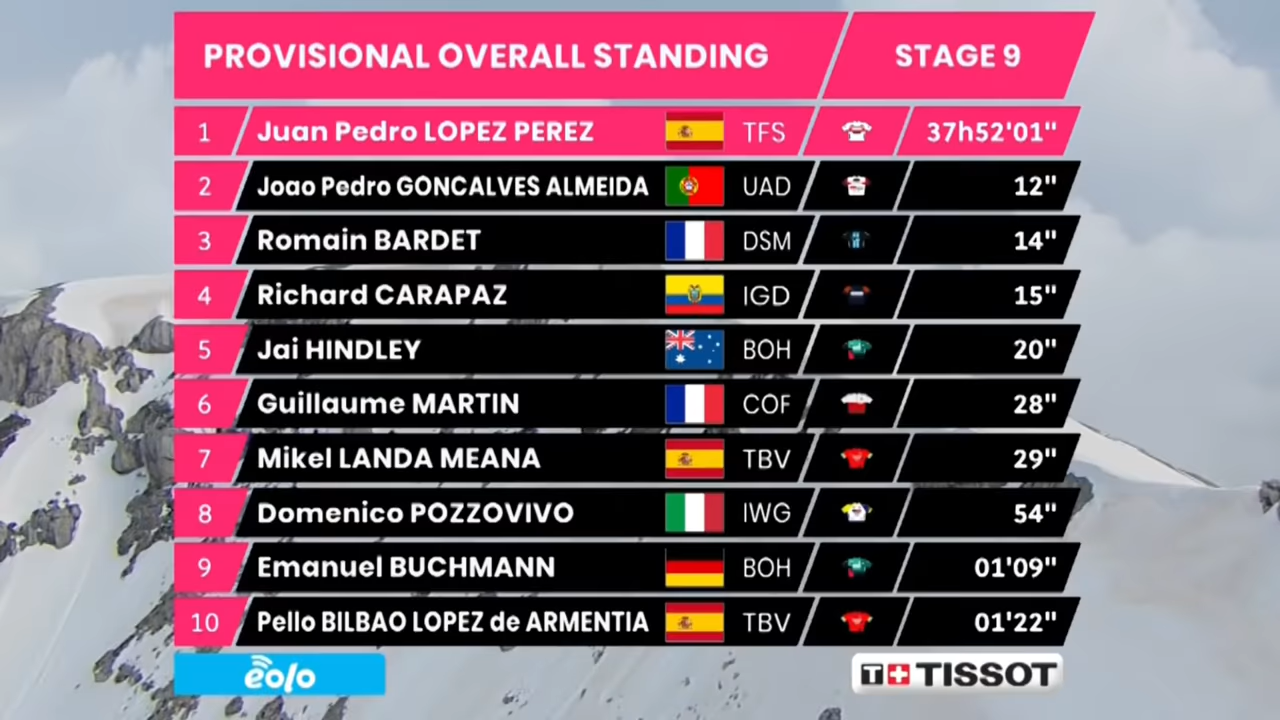 PROVISIONAL OVERALL STANDING STAGE 9
1 Juan Pedro LOPEZ PEREZ TFS 37h52'01"
2 Joao Pedro GONCALVES ALMEIDA UAD 12"
3 Romain BARDET DSM 14"
4 Richard CARAPAZ IGD 15"
5 Jai HINDLEY BOH 20"
6 Guillaume MARTIN COF 28"
7 Mikel LANDA MEANA TBV 29"
8 Domenico POZZOVIVO IWG 54"
9 Emanuel BUCHMANN BOH 01'09"
10 Pello BILBAO LOPEZ de ARMENTIA TBV 01'22"
eolo T+ TISSOT